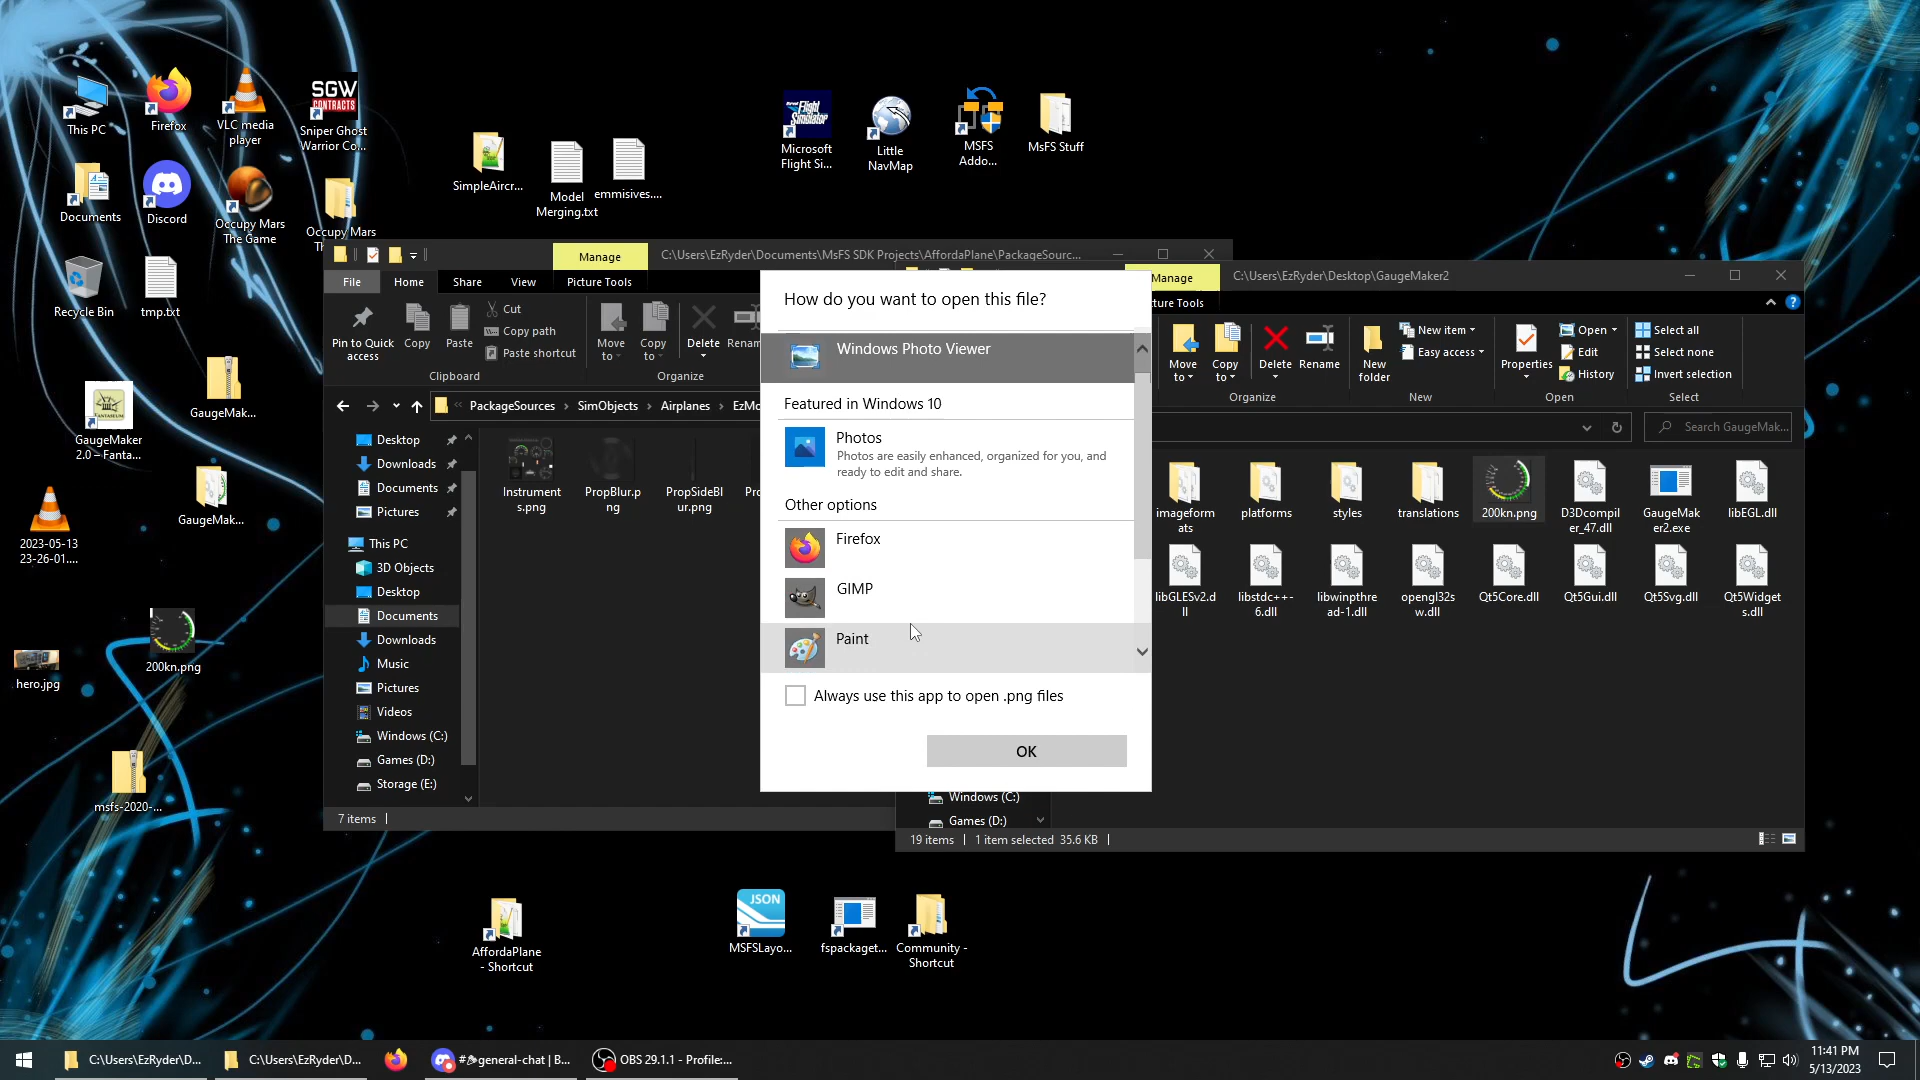 This PC
Firefox
VLC media
player
SGW
CONTRACTS
Sniper Ghost
Warrior Co...
Documents
Discord
Occupy Mars
The Game
Occupy Mars
Recycle Bin
tmp.txt
SimpleAircr...
Model
Merging.txt
emmisives....
Microsoft
Flight Si...
Little
NavMap
MSFS
Addo...
MsFS Stuff
GaugeMak...
FANTASEUM
GaugeMaker
2.0 – Fanta...
GaugeMak...
2023-05-13
23-26-01....
200kn.png
hero.jpg
msfs-2020-...
Manage
C:\Users\EzRyder\Documents\MsFS SDK Projects\AffordaPlane\PackageSourc...
File
Home
Share
View
Picture Tools
Pin to Quick
access
Copy
Paste
Cut
Copy path
Paste shortcut
Clipboard
Move
to
Copy
to
Delete
Renam
Organize
PackageSources
SimObjects
Airplanes
EzMo
Desktop
Downloads
Documents
Pictures
This PC
3D Objects
Desktop
Documents
Downloads
Music
Pictures
Videos
Windows (C:)
Games (D:)
Storage (E:)
Instrument
s.png
PropBlur.p
ng
PropSideBl
ur.png
7 items
How do you want to open this file?
Windows Photo Viewer
Featured in Windows 10
Photos
Photos are easily enhanced, organized for you, and
ready to edit and share.
Other options
Firefox
GIMP
Paint
Always use this app to open .png files
OK
Manage
C:\Users\EzRyder\Desktop\GaugeMaker2
cture Tools
Move
to
Copy
to
Delete
Rename
Organize
New
folder
New item
Easy access
New
Properties
Open
Edit
History
Open
Select all
Select none
Invert selection
Select
Search GaugeMak...
imageform
ats
platforms
styles
translations
200kn.png
D3Dcompil
er_47.dll
GaugeMak
er2.exe
libEGL.dll
libGLESv2.d
ll
libstdc++-
6.dll
libwinpthre
ad-1.dll
opengl32s
w.dll
Qt5Core.dll
Qt5Gui.dll
Qt5Svg.dll
Qt5Widget
s.dll
Windows (C:)
Games (D:)
19 items
1 item selected 35.6 KB
AffordaPlane
- Shortcut
JSON
MSFSLayo...
fspackaget...
Community -
Shortcut
C:\Users\EzRyder\D...
C:\Users\EzRyder\D...
general-chat | B...
OBS 29.1.1 - Profile:...
11:41 PM
5/13/2023